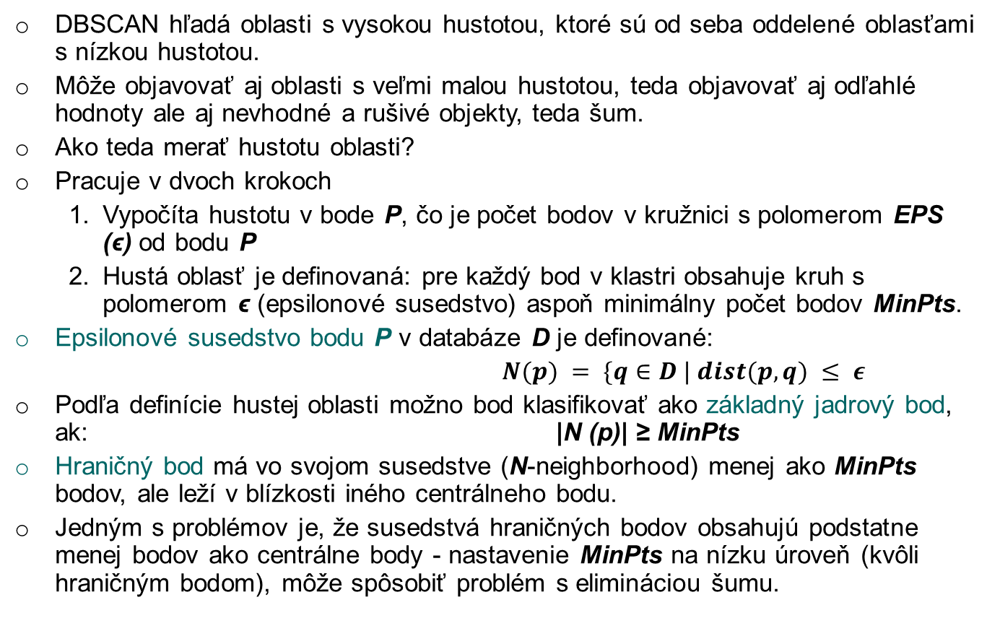 ○ DBSCAN hľadá oblasti s vysokou hustotou, ktoré sú od seba oddelené oblasťami
s nízkou hustotou.
○ Môže objavovať aj oblasti s veľmi malou hustotou, teda objavovať aj odľahlé
hodnoty ale aj nevhodné a rušivé objekty, teda šum.
○ Ako teda merať hustotu oblasti?
○ Pracuje v dvoch krokoch
1. Vypočíta hustotu v bode P, čo je počet bodov v kružnici s polomerom EPS
(ϵ) od bodu P
2. Hustá oblasť je definovaná: pre každý bod v klastri obsahuje kruh s
polomerom ϵ (epsilonové susedstvo) aspoň minimálny počet bodov MinPts.
○ Epsilonové susedstvo bodu P v databáze D je definované:
N(p) = {q ∈ D | dist(p,q) ≤ ϵ
○ Podľa definície hustej oblasti možno bod klasifikovať ako základný jadrový bod,
ak: |N (p)| ≥ MinPts
○ Hraničný bod má vo svojom susedstve (N-neighborhood) menej ako MinPts
bodov, ale leží v blízkosti iného centrálneho bodu.
○ Jedným s problémov je, že susedstvá hraničných bodov obsahujú podstatne
menej bodov ako centrálne body - nastavenie MinPts na nízku úroveň (kvôli
hraničným bodom), môže spôsobiť problém s elimináciou šumu.